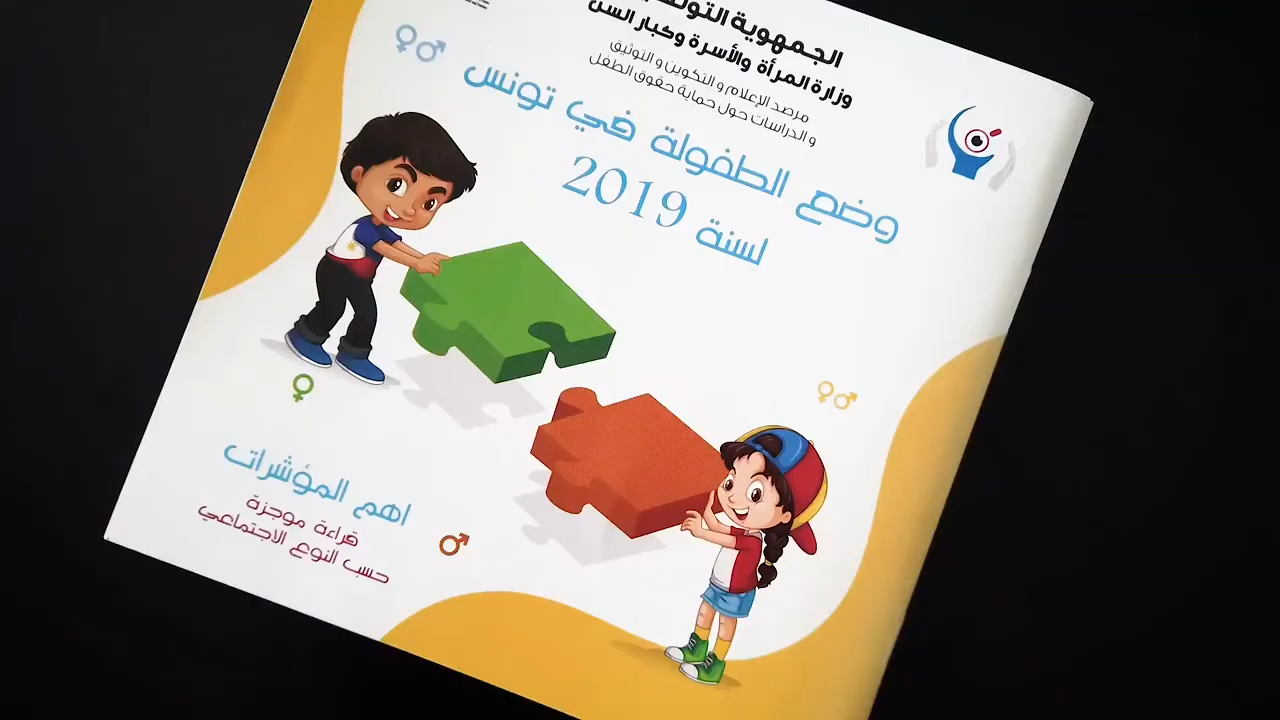 الجمهورية التونسية
وزارة المرأة والأسرة وكبار السن
مرصد الإعلام و التكوين و التوثيق
و الدراسات حول حماية حقوق الطفل
وضع الطفولة في تونس
لسنة 2019
اهم المؤشرات
قراءة موجزة
حسب النوع الاجتماعي